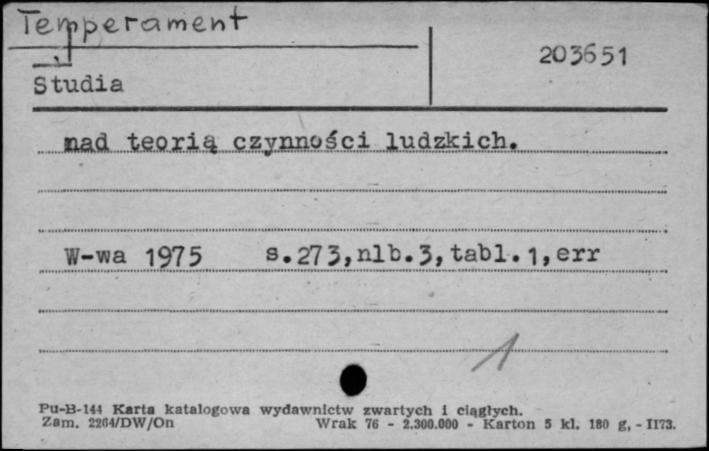 Temperament
203651
Studia
nad teorią czynności ludzkich.
W-wa 1975 s.273,nlb.3,tabl.1,err
1
Pu-B-144 Karta katalogowa wydawnictw zwartych i ciągłych.
Zam. 2264/DW/On Wrak 76 - 2.300.000 - Karton 5 kl. 180 g, - II73.